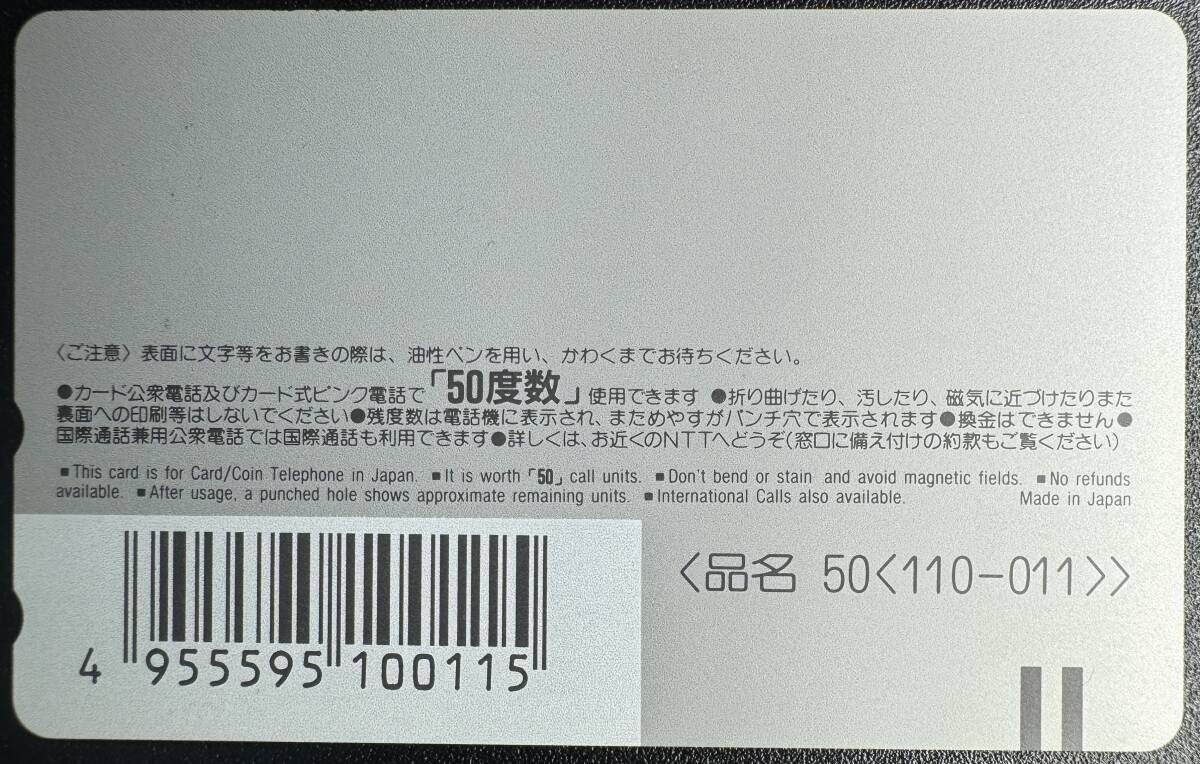 〈ご注意〉表面に文字等をお書きの際は、油性ペンを用い、かわくまでお待ちください。
●カード公衆電話及びカード式ピンク電話で「50度数」使用できます ●折り曲げたり、汚したり、磁気に近づけたりまた
裏面への印刷等はしないでください●残度数は電話機に表示され、まためやすがパンチ穴で表示されます●換金はできません●
国際通話兼用公衆電話では国際通話も利用できます●詳しくは、お近くのNTTへどうぞ(窓口に備え付けの約款もご覧ください)
■This card is for Card/Coin Telephone in Japan. ■It is worth「50」call units. ■Don't bend or stain and avoid magnetic fields. ■No refunds
available. ■After usage, a punched hole shows approximate remaining units. ■International Calls also available. Made in Japan
<品名 50<110-011>>
4 955595 100115